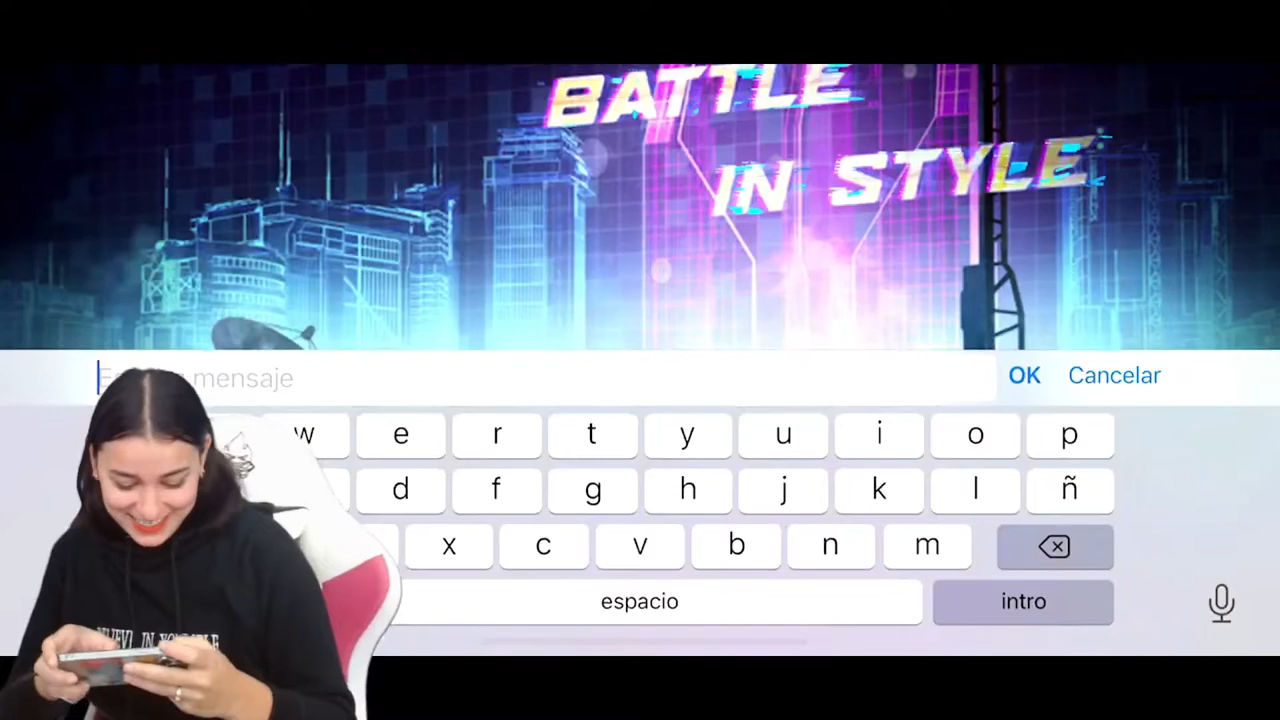 BATTLE
IN STYLE
mensaje
OK
Cancelar
w e r t y u i o p
d f g h j k l ñ
x c v b n m
espacio
intro